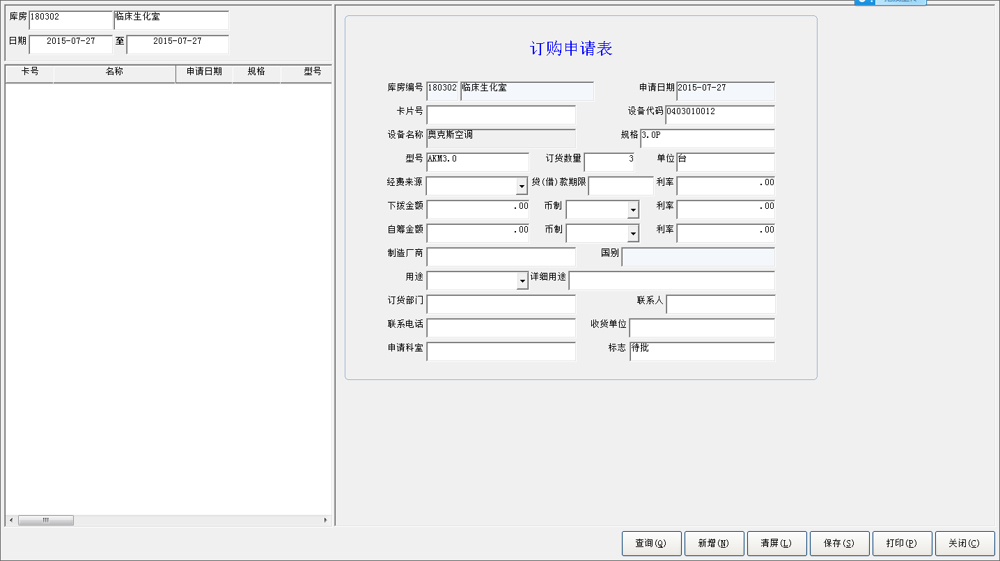 库房 180302 临床生化室
日期 2015-07-27 至 2015-07-27
卡号 名称 申请日期 规格 型号
订购申请表
库房编号 180302 临床生化室 申请日期 2015-07-27
卡片号 设备代码 0403010012
设备名称 奥克斯空调 规格 3.0P
型号 AKM3.0 订货数量 3 单位 台
经费来源 贷(借)款期限 利率 .00
下拨金额 .00 币制 利率 .00
自筹金额 .00 币制 利率 .00
制造厂商 国别
用途 详细用途
订货部门 联系人
联系电话 收货单位
申请科室 标志 待批
查询(Q) 新增(N) 清屏(L) 保存(S) 打印(P) 关闭(C)